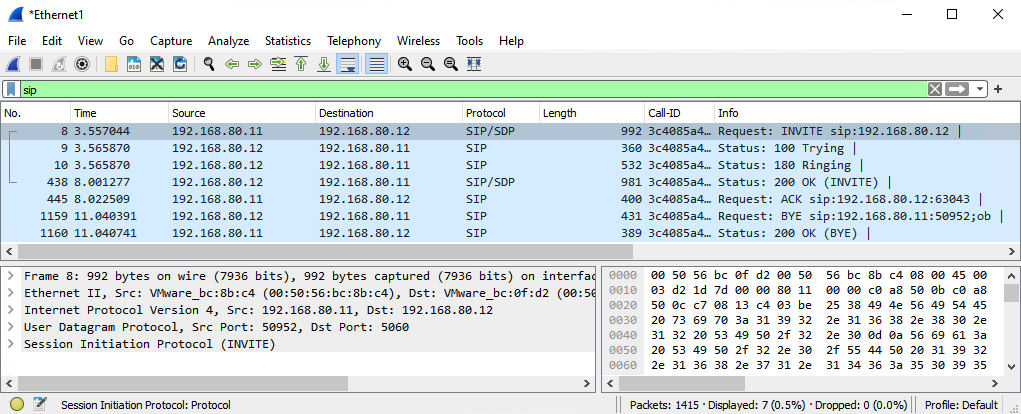 *Ethernet1
File Edit View Go Capture Analyze Statistics Telephony Wireless Tools Help
sip
No. Time Source Destination Protocol Length Call-ID Info
8 3.557044 192.168.80.11 192.168.80.12 SIP/SDP 992 3c4085a4… Request: INVITE sip:192.168.80.12 |
9 3.565870 192.168.80.12 192.168.80.11 SIP 360 3c4085a4… Status: 100 Trying |
10 3.565870 192.168.80.12 192.168.80.11 SIP 532 3c4085a4… Status: 180 Ringing |
438 8.001277 192.168.80.12 192.168.80.11 SIP/SDP 981 3c4085a4… Status: 200 OK (INVITE) |
445 8.022509 192.168.80.11 192.168.80.12 SIP 400 3c4085a4… Request: ACK sip:192.168.80.12:63043 |
1159 11.040391 192.168.80.12 192.168.80.11 SIP 431 3c4085a4… Request: BYE sip:192.168.80.11:50952;ob |
1160 11.040741 192.168.80.11 192.168.80.12 SIP 389 3c4085a4… Status: 200 OK (BYE) |
Frame 8: 992 bytes on wire (7936 bits), 992 bytes captured (7936 bits) on interfac
Ethernet II, Src: VMware_bc:8b:c4 (00:50:56:bc:8b:c4), Dst: VMware_bc:0f:d2 (00:50
Internet Protocol Version 4, Src: 192.168.80.11, Dst: 192.168.80.12
User Datagram Protocol, Src Port: 50952, Dst Port: 5060
Session Initiation Protocol (INVITE)
0000 00 50 56 bc 0f d2 00 50 56 bc 8b c4 08 00 45 00
0010 03 d2 1d 7d 00 00 80 11 00 00 c0 a8 50 0b c0 a8
0020 50 0c c7 08 13 c4 03 be 25 38 49 4e 56 49 54 45
0030 20 73 69 70 3a 31 39 32 2e 31 36 38 2e 38 30 2e
0040 31 32 20 53 49 50 2f 32 2e 30 0d 0a 56 69 61 3a
0050 20 53 49 50 2f 32 2e 30 2f 55 44 50 20 31 39 32
0060 2e 31 36 38 2e 37 31 2e 31 34 36 3a 35 30 39 35
Session Initiation Protocol: Protocol
Packets: 1415 · Displayed: 7 (0.5%) · Dropped: 0 (0.0%)
Profile: Default